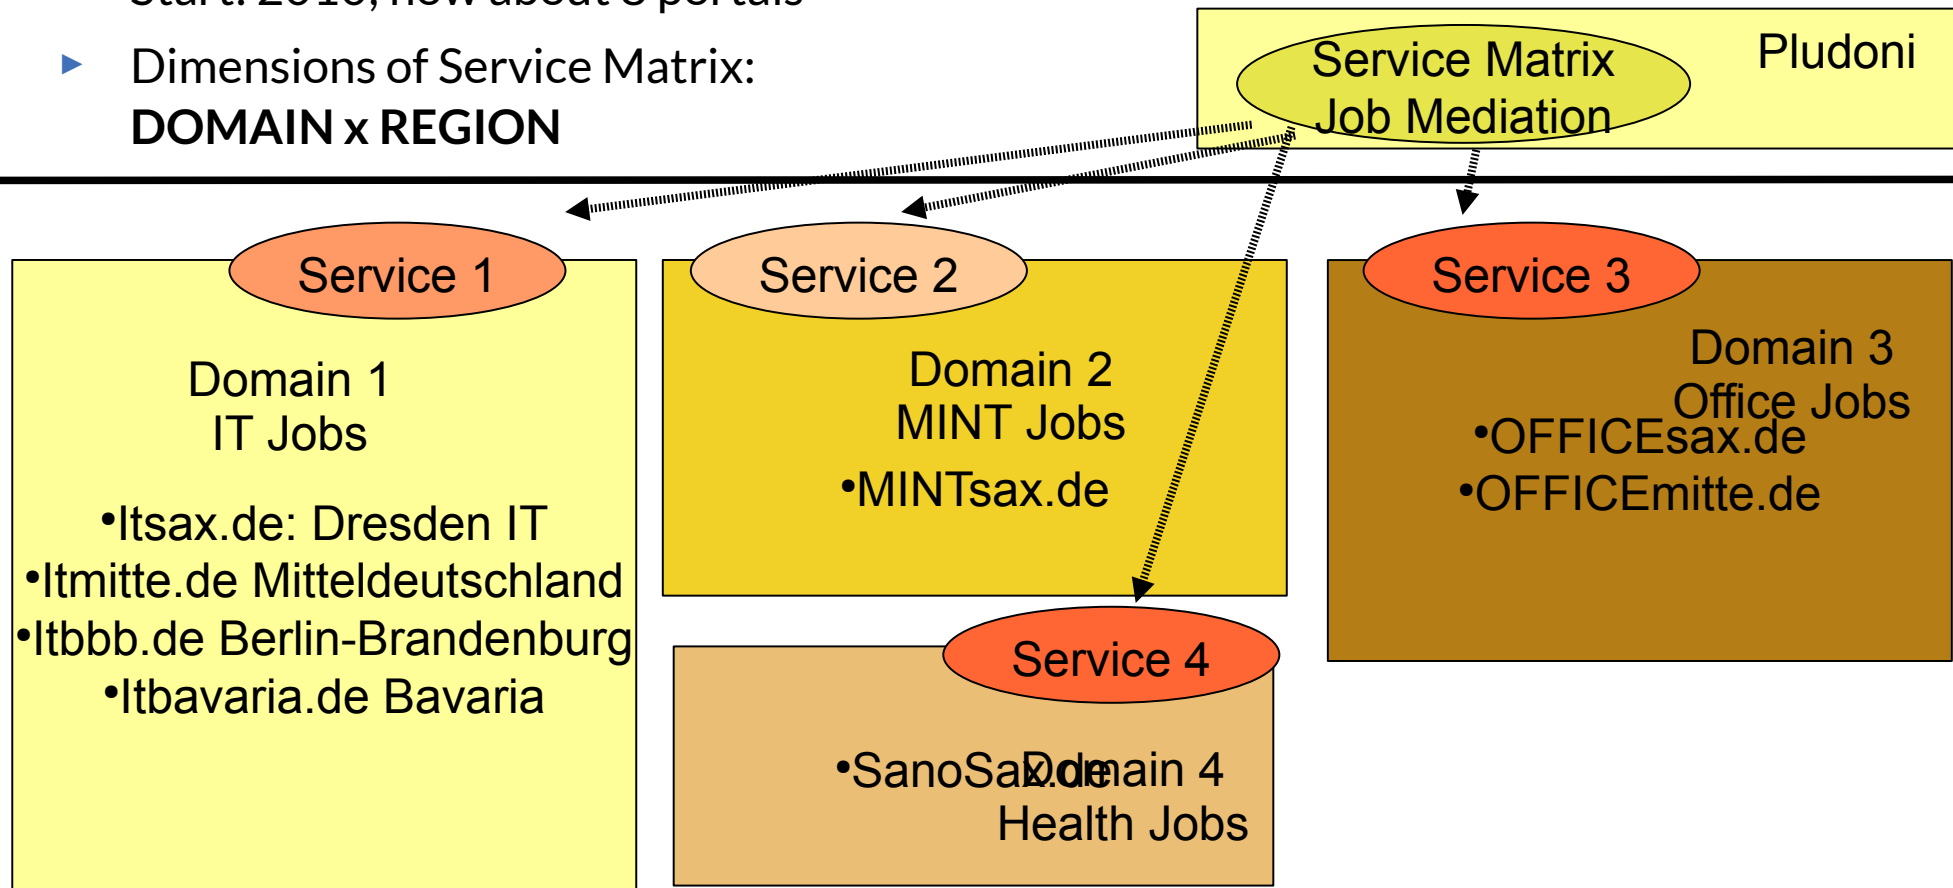 ▸ Dimensions of Service Matrix:
DOMAIN x REGION
Service Matrix
Job Mediation
Pludoni
Service 1
Domain 1
IT Jobs
•Itsax.de: Dresden IT
•Itmitte.de Mitteldeutschland
•Itbbb.de Berlin-Brandenburg
•Itbavaria.de Bavaria
Service 2
Domain 2
MINT Jobs
•MINTsax.de
Service 3
Domain 3
Office Jobs
•OFFICEsax.de
•OFFICEmitte.de
Service 4
•SanoSax.de
Domain 4
Health Jobs